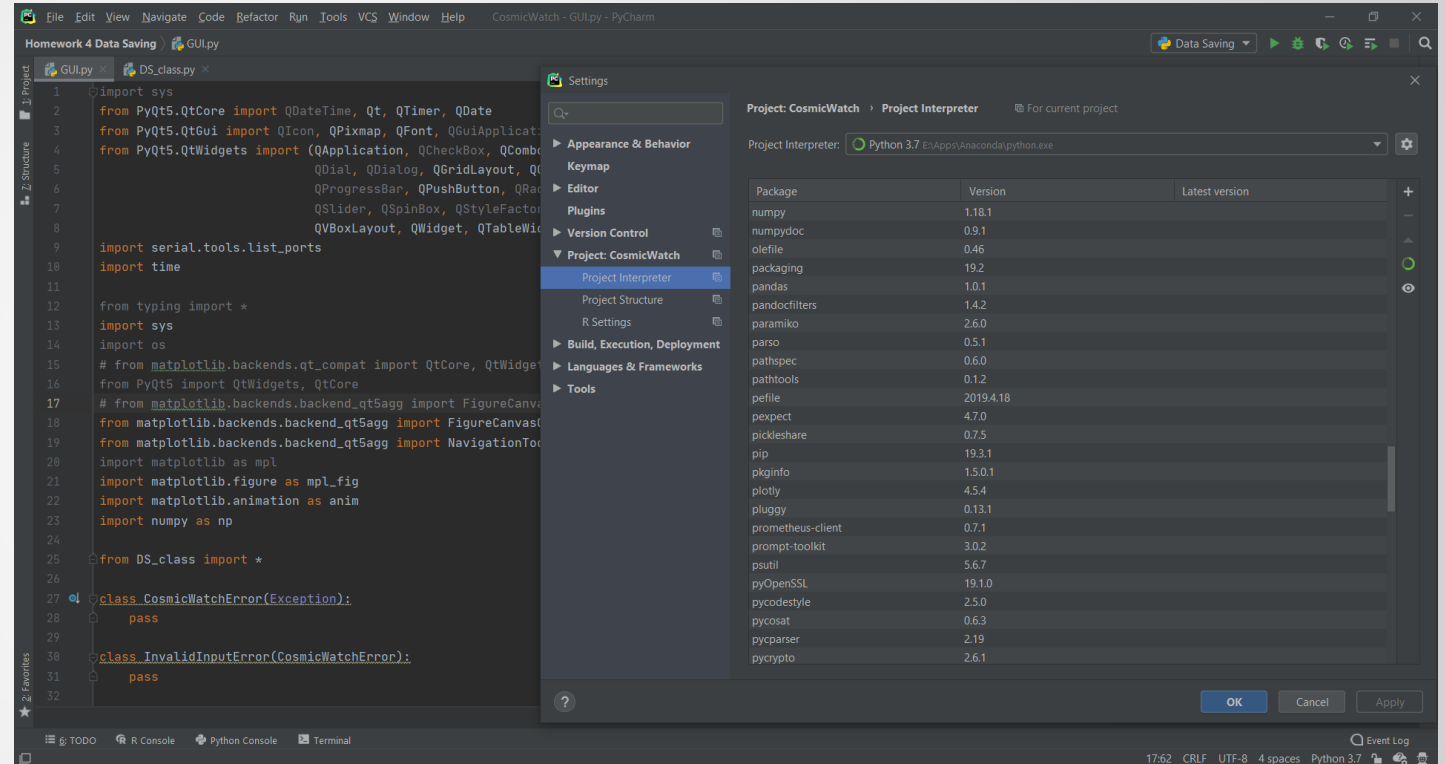 File Edit View Navigate Code Refactor Run Tools VCS Window Help CosmicWatch - GUI.py - PyCharm
Homework 4 Data Saving GUI.py Data Saving
GUI.py DS_class.py
1: Project
Z: Structure
2: Favorites
1 import sys
2 from PyQt5.QtCore import QDateTime, Qt, QTimer, QDate
3 from PyQt5.QtGui import QIcon, QPixmap, QFont, QGuiApplicati
4 from PyQt5.QtWidgets import (QApplication, QCheckBox, QCombo
5 QDial, QDialog, QGridLayout,
6 QProgressBar, QPushButton, QRad
7 QSlider, QSpinBox, QStyleFactor
8 QVBoxLayout, QWidget, QTableWid
9 import serial.tools.list_ports
10 import time
11
12 from typing import *
13 import sys
14 import os
15 # from matplotlib.backends.qt_compat import QtCore, QtWidget
16 from PyQt5 import QtWidgets, QtCore
17 # from matplotlib.backends.backend_qt5agg import FigureCanva
18 from matplotlib.backends.backend_qt5agg import FigureCanvas
19 from matplotlib.backends.backend_qt5agg import NavigationToo
20 import matplotlib as mpl
21 import matplotlib.figure as mpl_fig
22 import matplotlib.animation as anim
23 import numpy as np
24
25 from DS_class import *
26
27 class CosmicWatchError(Exception):
28 pass
29
30 class InvalidInputError(CosmicWatchError):
31 pass
32
Settings
Appearance & Behavior
Keymap
Editor
Plugins
Version Control
Project: CosmicWatch
Project Interpreter
Project Structure
R Settings
Build, Execution, Deployment
Languages & Frameworks
Tools
Project: CosmicWatch › Project Interpreter For current project
Project Interpreter: Python 3.7 E:\Apps\Anaconda\python.exe
Package Version Latest version
numpy 1.18.1
numpydoc 0.9.1
olefile 0.46
packaging 19.2
pandas 1.0.1
pandocfilters 1.4.2
paramiko 2.6.0
parso 0.5.1
pathspec 0.6.0
pathtools 0.1.2
pefile 2019.4.18
pexpect 4.7.0
pickleshare 0.7.5
pip 19.3.1
pkginfo 1.5.0.1
plotly 4.5.4
pluggy 0.13.1
prometheus-client 0.7.1
prompt-toolkit 3.0.2
psutil 5.6.7
pyOpenSSL 19.1.0
pycodestyle 2.5.0
pycosat 0.6.3
pycparser 2.19
pycrypto 2.6.1
? OK Cancel Apply
6: TODO R Console Python Console Terminal Event Log
17:62 CRLF UTF-8 4 spaces Python 3.7